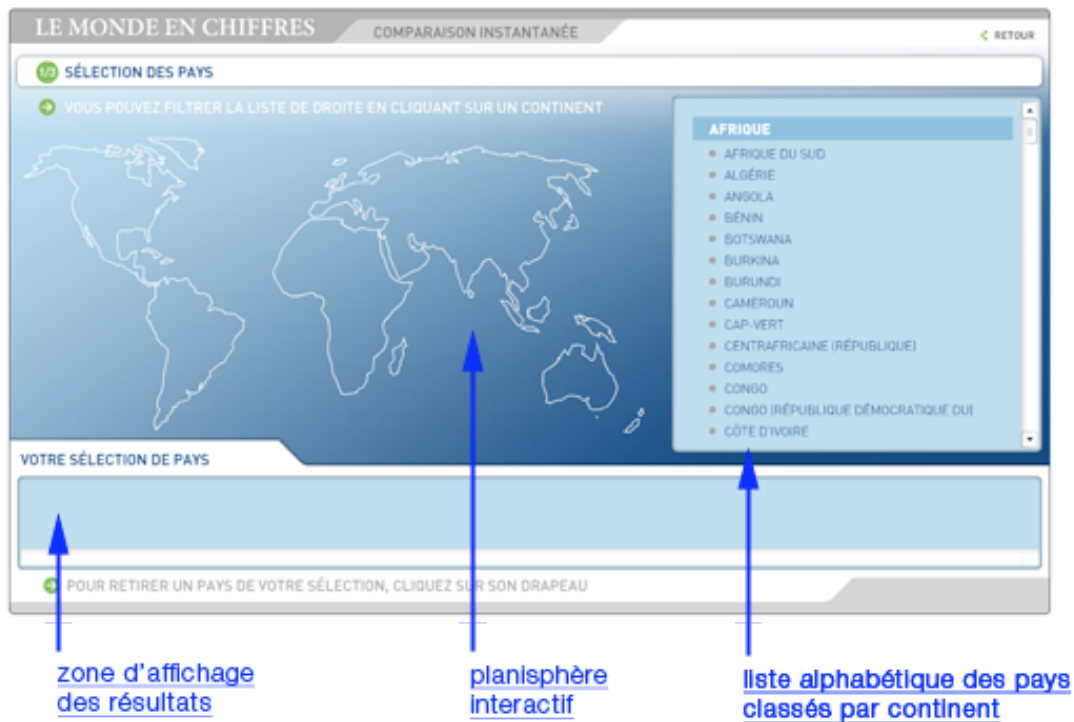 LE MONDE EN CHIFFRES
COMPARAISON INSTANTANÉE
RETOUR
1/3 SÉLECTION DES PAYS
VOUS POUVEZ FILTRER LA LISTE DE DROITE EN CLIQUANT SUR UN CONTINENT
AFRIQUE
AFRIQUE DU SUD
ALGÉRIE
ANGOLA
BÉNIN
BOTSWANA
BURKINA
BURUNDI
CAMEROUN
CAP-VERT
CENTRAFRICAINE (RÉPUBLIQUE)
COMORES
CONGO
CONGO (RÉPUBLIQUE DÉMOCRATIQUE DU)
CÔTE D'IVOIRE
VOTRE SÉLECTION DE PAYS
POUR RETIRER UN PAYS DE VOTRE SÉLECTION, CLIQUEZ SUR SON DRAPEAU
zone d'affichage
des résultats
planisphère
interactif
liste alphabétique des pays
classés par continent